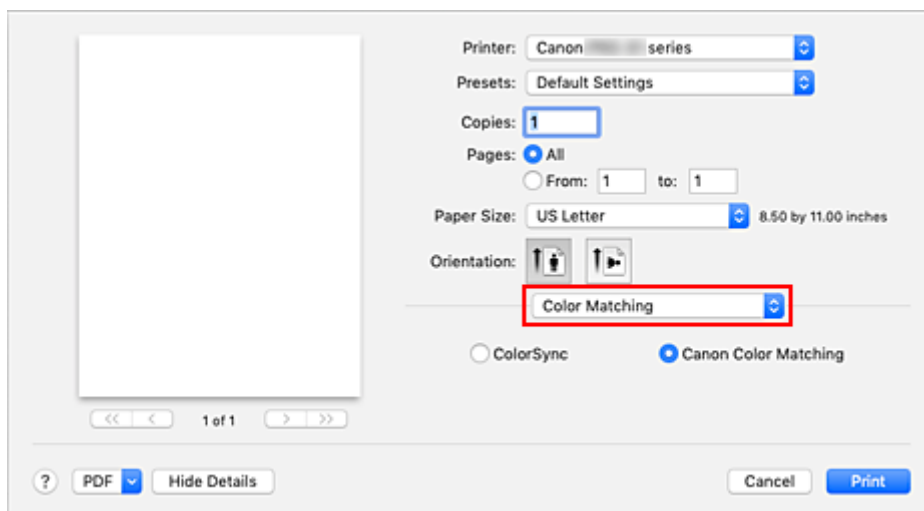 Printer: Canon series
Presets: Default Settings
Copies: 1
Pages: All
From: 1 to: 1
Paper Size: US Letter 8.50 by 11.00 inches
Orientation:
Color Matching
ColorSync Canon Color Matching
<< < 1 of 1 > >>
? PDF Hide Details Cancel Print